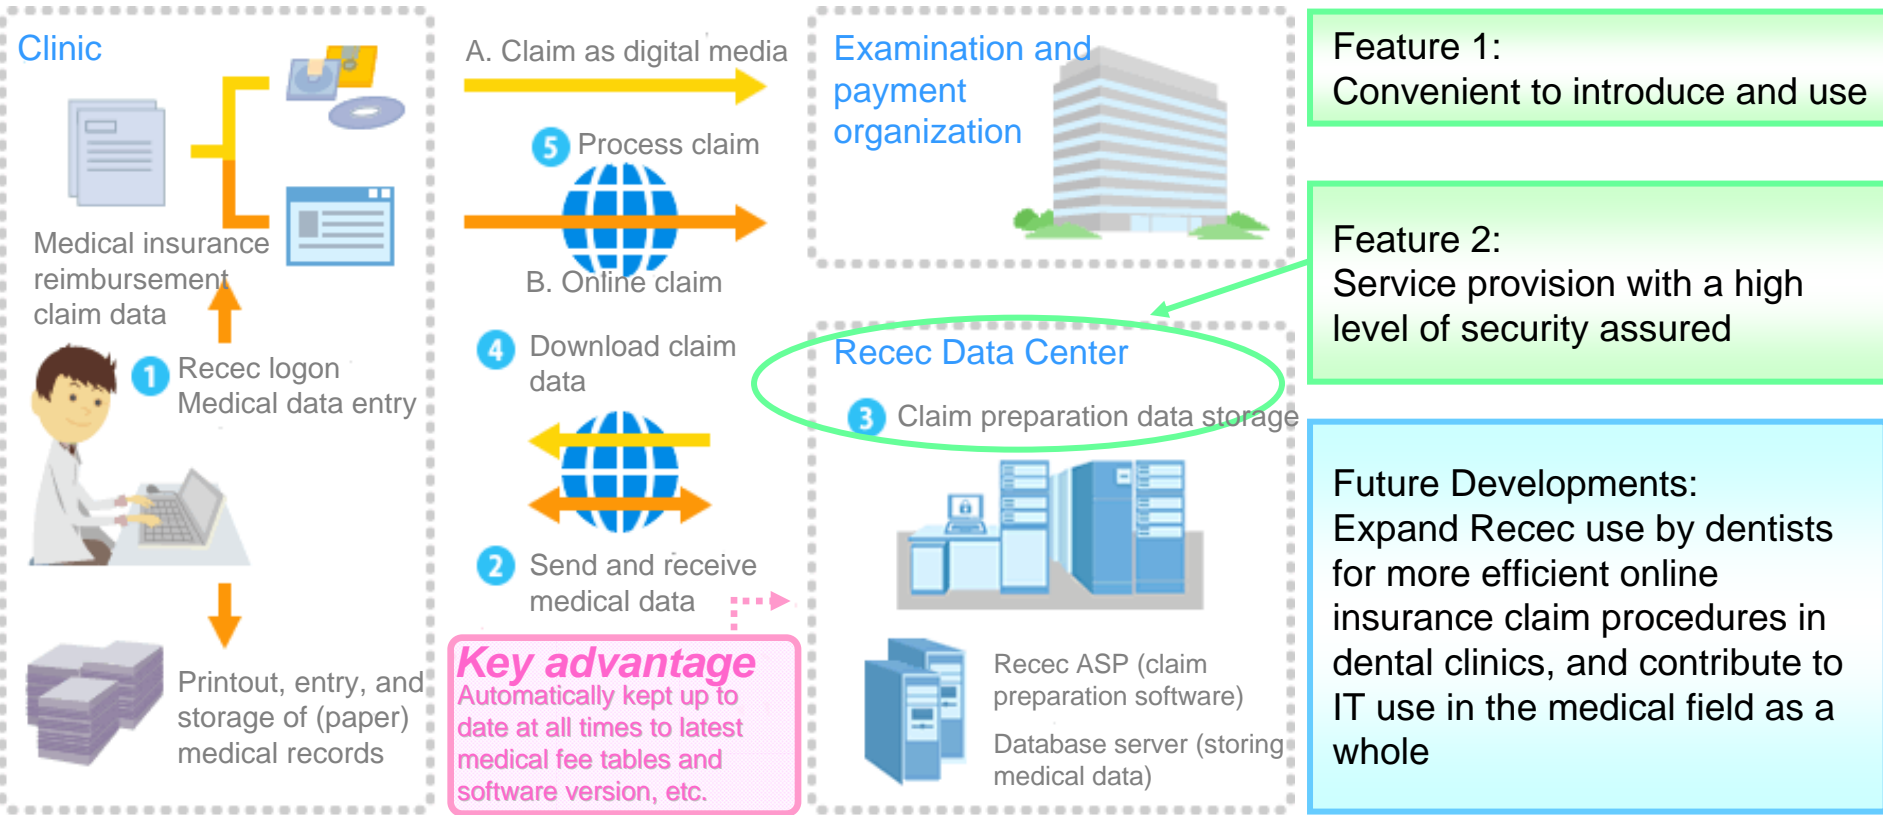 Clinic
Medical insurance
reimbursement
claim data
1 Recec logon
Medical data entry
Printout, entry, and
storage of (paper)
medical records
A. Claim as digital media
5 Process claim
B. Online claim
4 Download claim
data
2 Send and receive
medical data
Key advantage
Automatically kept up to
date at all times to latest
medical fee tables and
software version, etc.
Examination and
payment
organization
Recec Data Center
3 Claim preparation data storage
Recec ASP (claim
preparation software)
Database server (storing
medical data)
Feature 1:
Convenient to introduce and use
Feature 2:
Service provision with a high
level of security assured
Future Developments:
Expand Recec use by dentists
for more efficient online
insurance claim procedures in
dental clinics, and contribute to
IT use in the medical field as a
whole